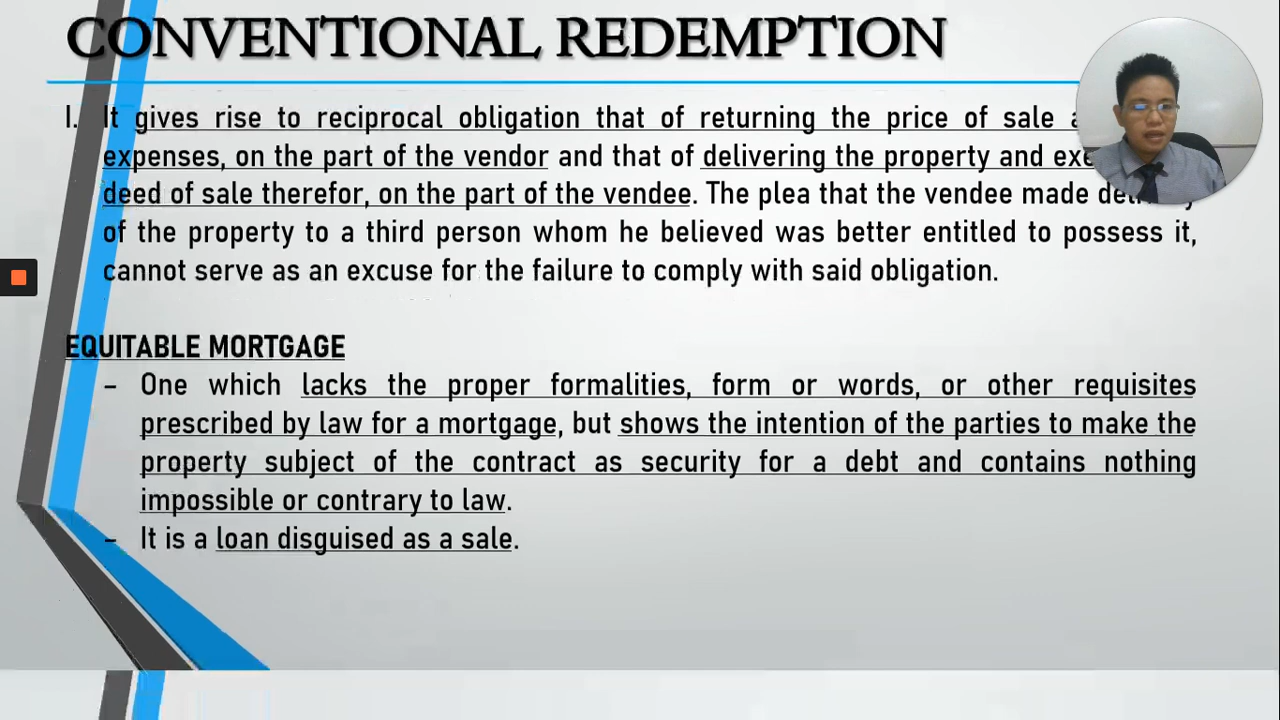 CONVENTIONAL REDEMPTION
I. It gives rise to reciprocal obligation that of returning the price of sale
expenses, on the part of the vendor and that of delivering the property and
deed of sale therefor, on the part of the vendee. The plea that the vendee made
of the property to a third person whom he believed was better entitled to possess it,
cannot serve as an excuse for the failure to comply with said obligation.
EQUITABLE MORTGAGE
– One which lacks the proper formalities, form or words, or other requisites
prescribed by law for a mortgage, but shows the intention of the parties to make the
property subject of the contract as security for a debt and contains nothing
impossible or contrary to law.
– It is a loan disguised as a sale.